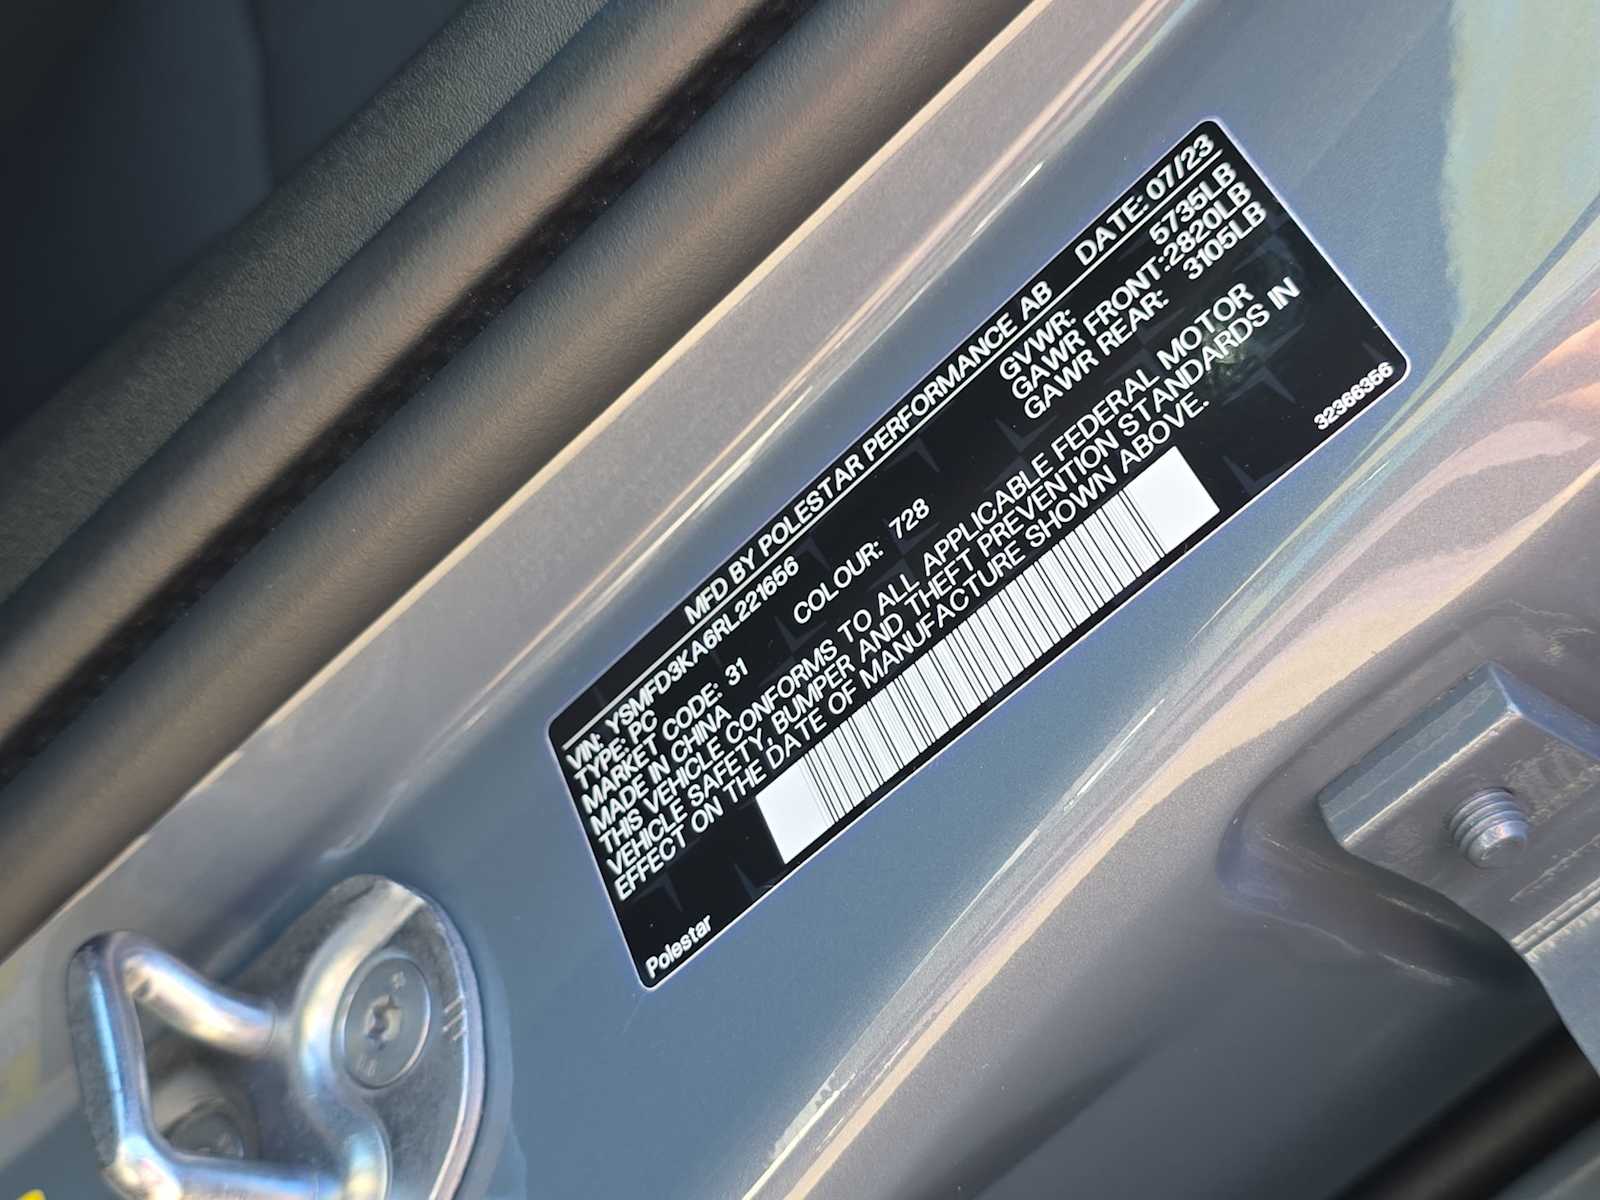 MFD BY POLESTAR PERFORMANCE AB DATE: 07/23
VIN: YSMFD3KA6RL221656 GVWR: 5735LB
TYPE: PC GAWR FRONT: 2820LB
MARKET CODE: 31 COLOUR: 728 GAWR REAR: 3105LB
MADE IN CHINA
THIS VEHICLE CONFORMS TO ALL APPLICABLE FEDERAL MOTOR
VEHICLE SAFETY, BUMPER AND THEFT PREVENTION STANDARDS IN
EFFECT ON THE DATE OF MANUFACTURE SHOWN ABOVE.
Polestar 32366356